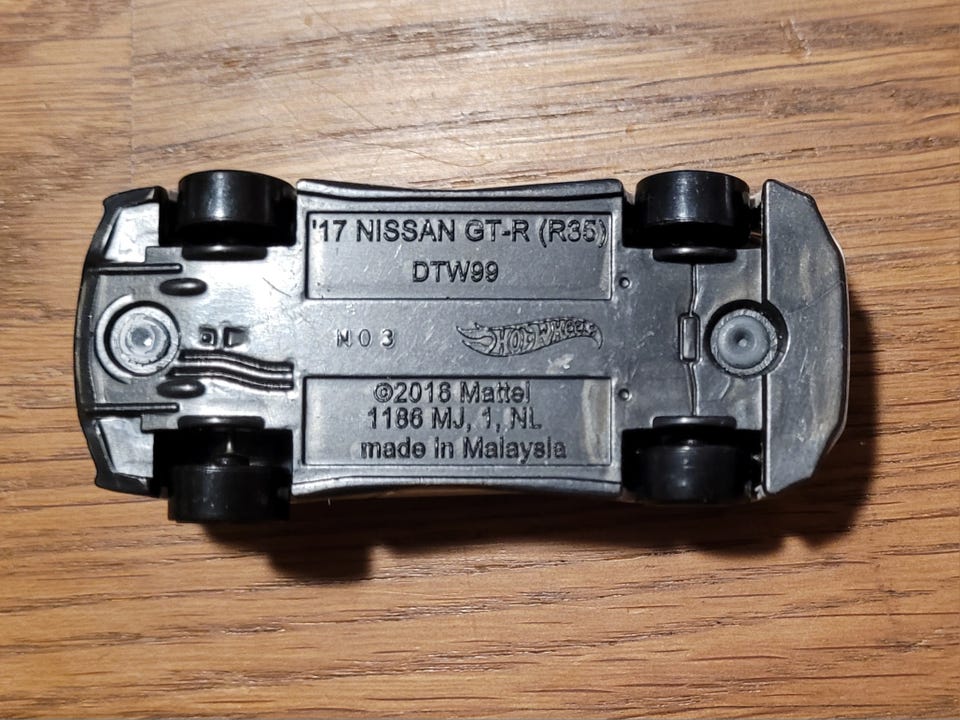 '17 NISSAN GT-R (R35)
DTW99
N03
HOT WHEELS
©2016 Mattel
1186 MJ, 1, NL
made in Malaysia